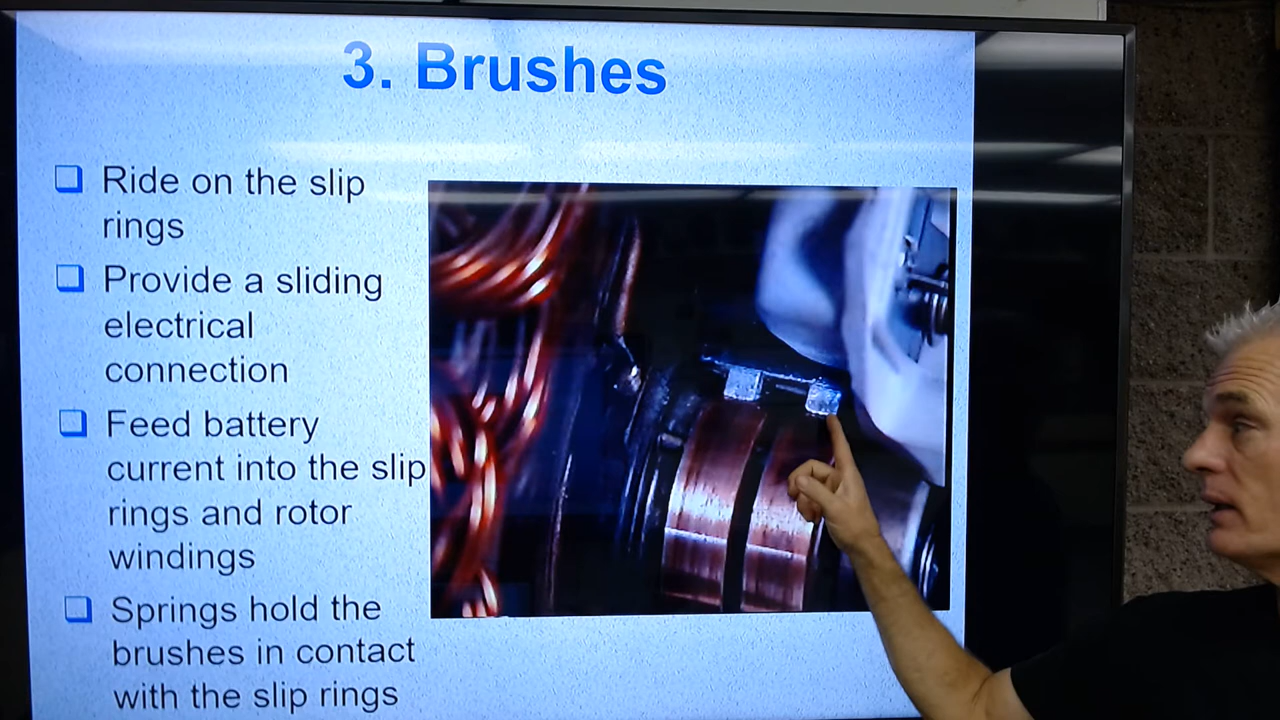 3. Brushes
Ride on the slip
rings
Provide a sliding
electrical
connection
Feed battery
current into the slip
rings and rotor
windings
Springs hold the
brushes in contact
with the slip rings